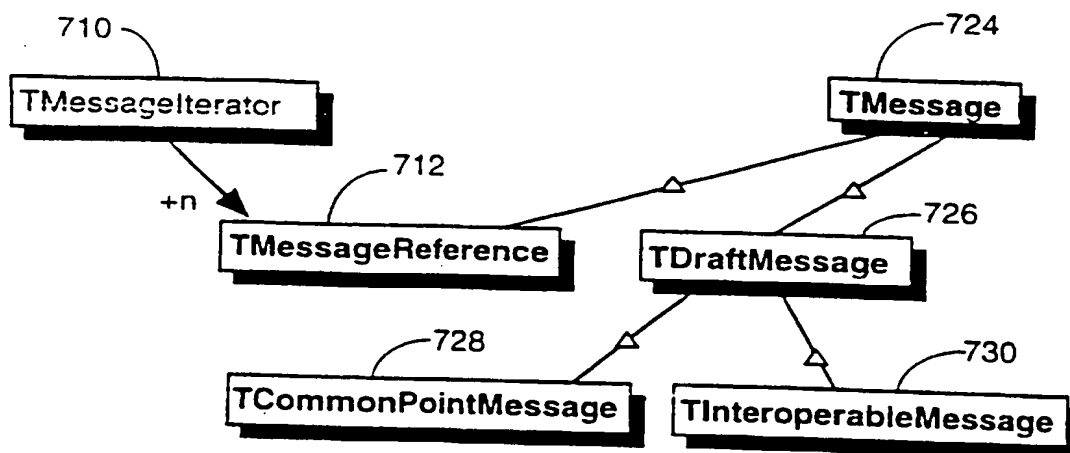 710
724
TMessageIterator
TMessage
712
+n
726
TMessageReference
TDraftMessage
728
730
TCommonPointMessage
TInteroperableMessage